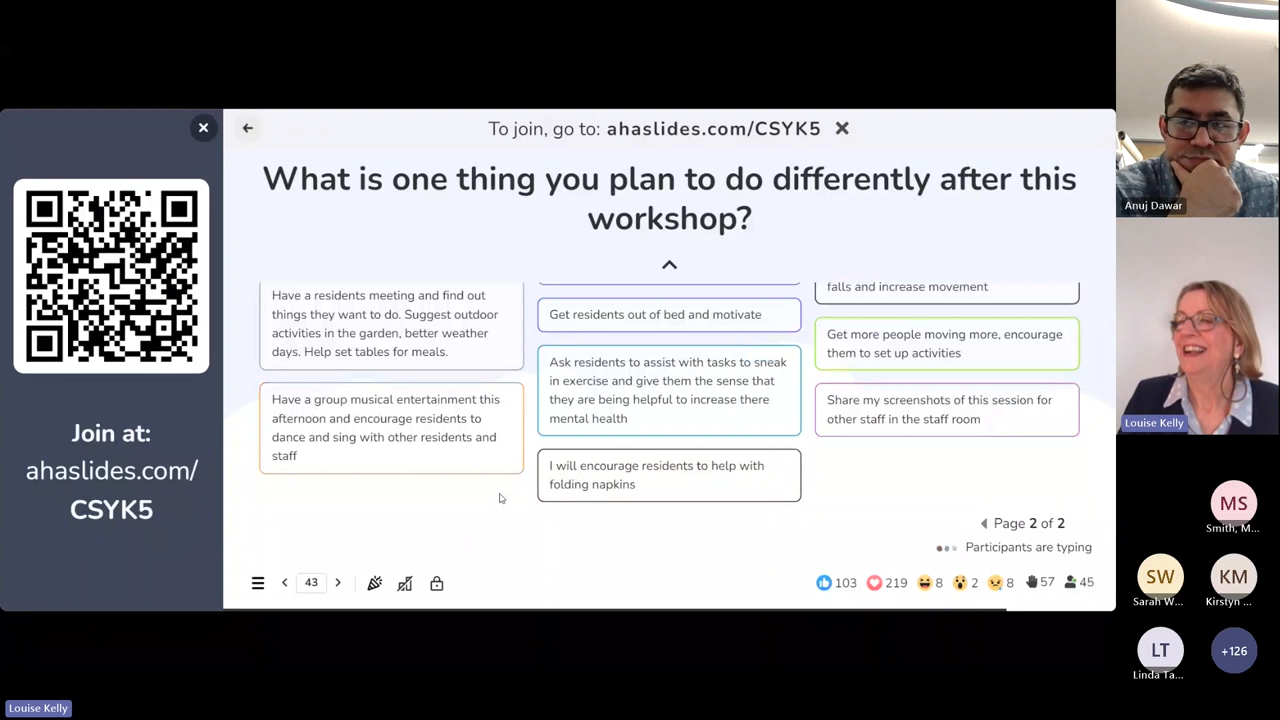 To join, go to: ahaslides.com/CSYK5
What is one thing you plan to do differently after this
workshop?
Join at:
ahaslides.com/
CSYK5
Have a residents meeting and find out
things they want to do. Suggest outdoor
activities in the garden, better weather
days. Help set tables for meals.
Have a group musical entertainment this
afternoon and encourage residents to
dance and sing with other residents and
staff
Get residents out of bed and motivate
Ask residents to assist with tasks to sneak
in exercise and give them the sense that
they are being helpful to increase there
mental health
I will encourage residents to help with
folding napkins
falls and increase movement
Get more people moving more, encourage
them to set up activities
Share my screenshots of this session for
other staff in the staff room
Page 2 of 2
Participants are typing
43
103 219 8 2 8 57 45
Anuj Dawar
Louise Kelly
MS
Smith, M...
SW
Sarah W...
KM
Kirstyn ...
LT
Linda Ta...
+126
Louise Kelly